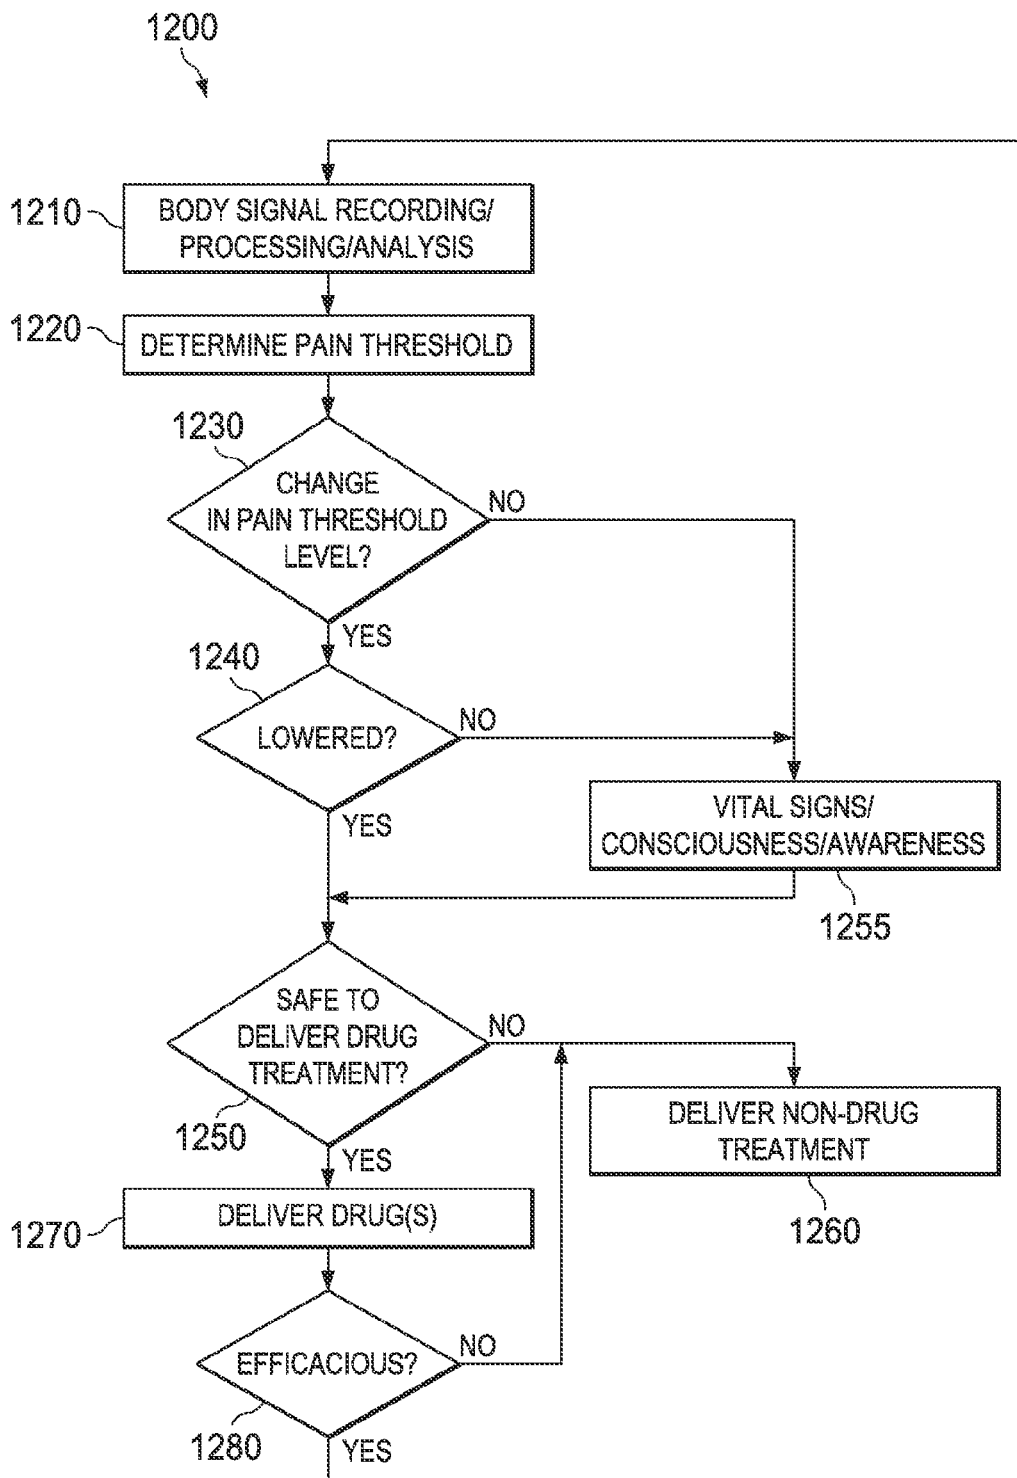 1200
1210
BODY SIGNAL RECORDING/
PROCESSING/ANALYSIS
1220
DETERMINE PAIN THRESHOLD
1230
CHANGE
IN PAIN THRESHOLD
LEVEL?
NO
YES
1240
LOWERED?
NO
YES
VITAL SIGNS/
CONSCIOUSNESS/AWARENESS
1255
SAFE TO
DELIVER DRUG
TREATMENT?
NO
1250
YES
DELIVER NON-DRUG
TREATMENT
1260
1270
DELIVER DRUG(S)
EFFICACIOUS?
NO
1280
YES